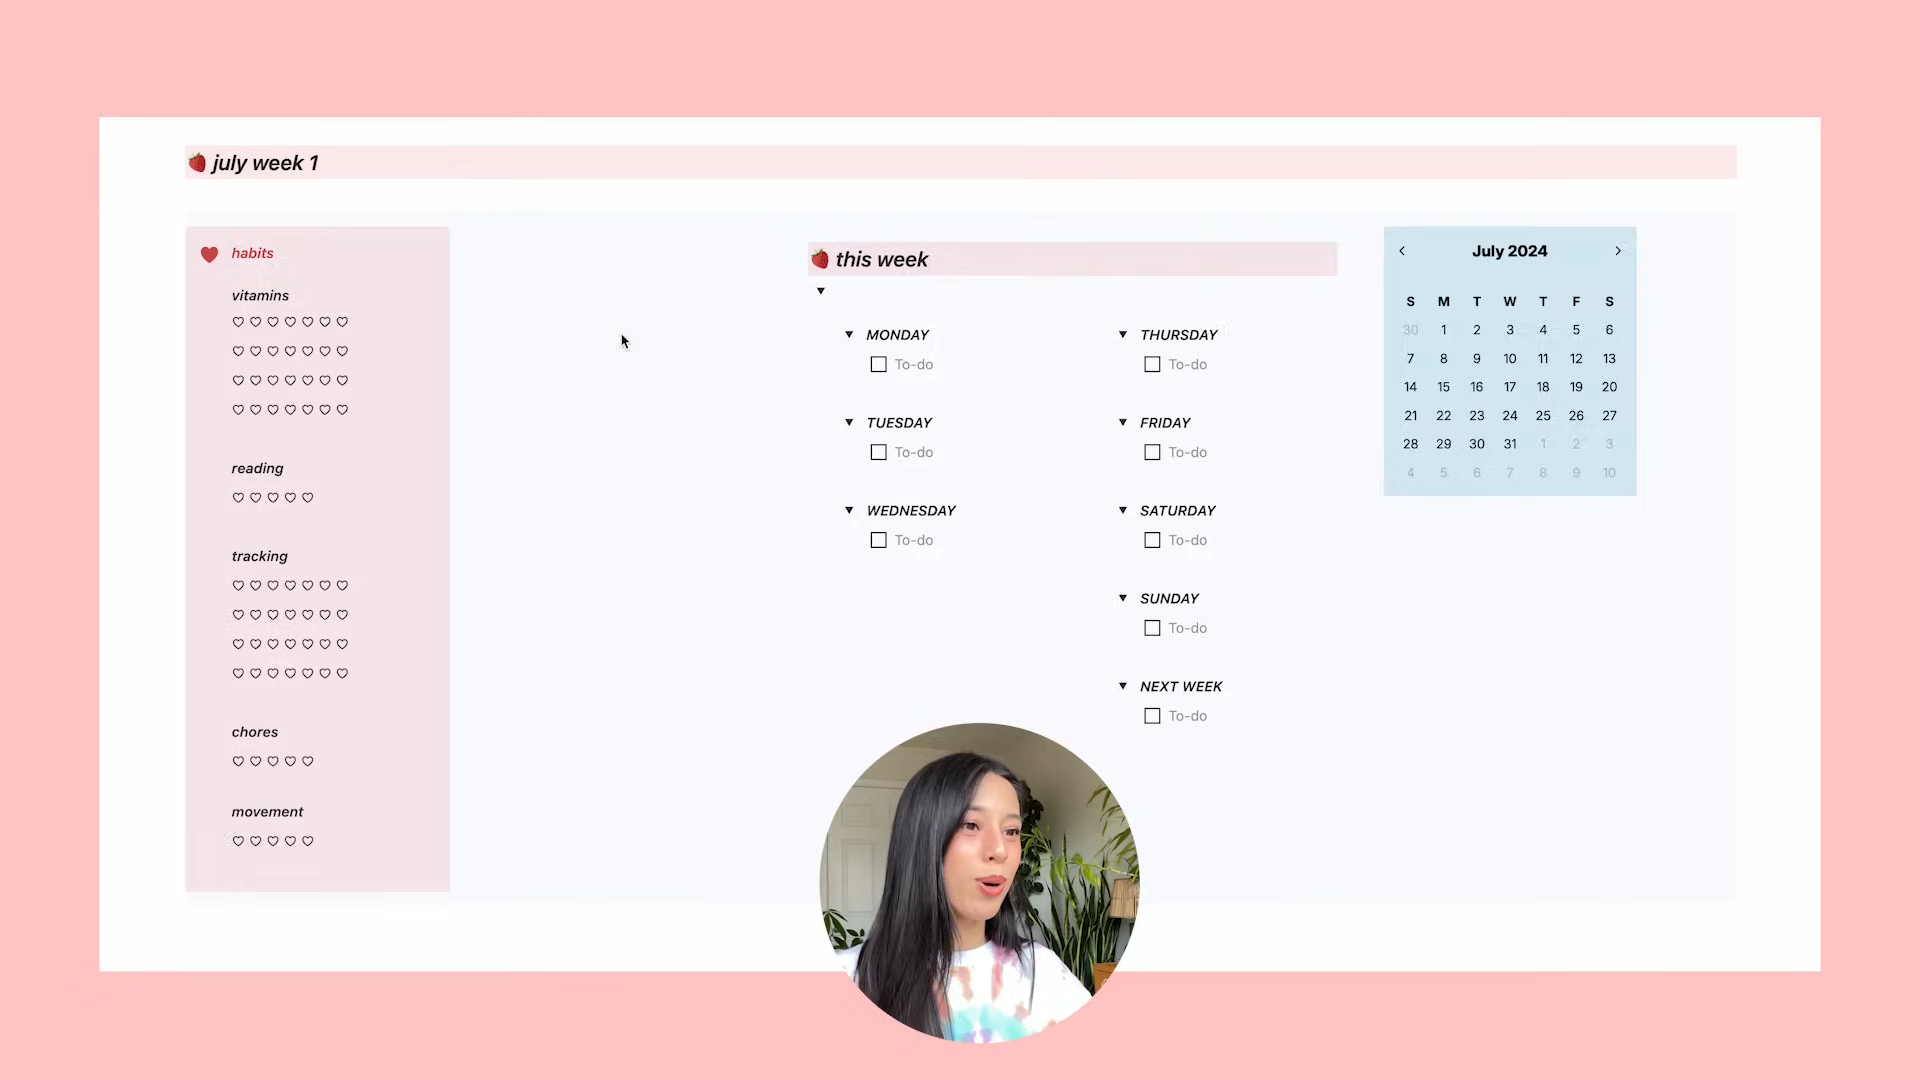 🍓 july week 1
habits
vitamins
♡ ♡ ♡ ♡ ♡ ♡ ♡
♡ ♡ ♡ ♡ ♡ ♡ ♡
♡ ♡ ♡ ♡ ♡ ♡ ♡
♡ ♡ ♡ ♡ ♡ ♡ ♡
reading
♡ ♡ ♡ ♡ ♡
tracking
♡ ♡ ♡ ♡ ♡ ♡ ♡
♡ ♡ ♡ ♡ ♡ ♡ ♡
♡ ♡ ♡ ♡ ♡ ♡ ♡
♡ ♡ ♡ ♡ ♡ ♡ ♡
chores
♡ ♡ ♡ ♡ ♡
movement
♡ ♡ ♡ ♡ ♡
🍓 this week
MONDAY
To-do
TUESDAY
To-do
WEDNESDAY
To-do
THURSDAY
To-do
FRIDAY
To-do
SATURDAY
To-do
SUNDAY
To-do
NEXT WEEK
To-do
July 2024
S M T W T F S
30 1 2 3 4 5 6
7 8 9 10 11 12 13
14 15 16 17 18 19 20
21 22 23 24 25 26 27
28 29 30 31 1 2 3
4 5 6 7 8 9 10